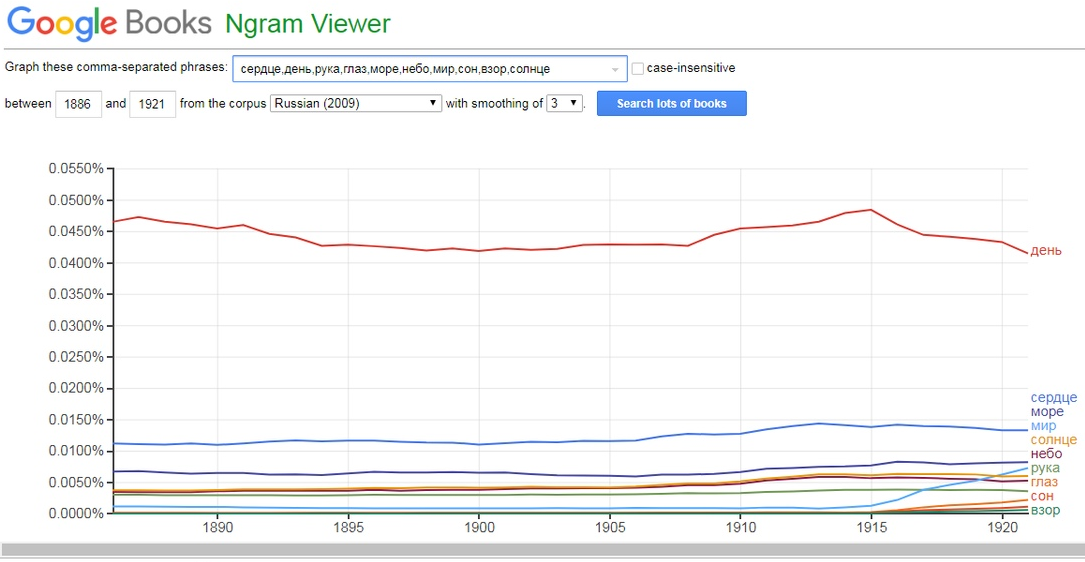 Google Books Ngram Viewer
Graph these comma-separated phrases: сердце,день,рука,глаз,море,небо,мир,сон,взор,солнце case-insensitive
between 1886 and 1921 from the corpus Russian (2009) with smoothing of 3 . Search lots of books
0.0550%
0.0500%
0.0450%
0.0400%
0.0350%
0.0300%
0.0250%
0.0200%
0.0150%
0.0100%
0.0050%
0.0000%
1890 1895 1900 1905 1910 1915 1920
день
сердце
море
мир
солнце
небо
рука
глаз
сон
взор